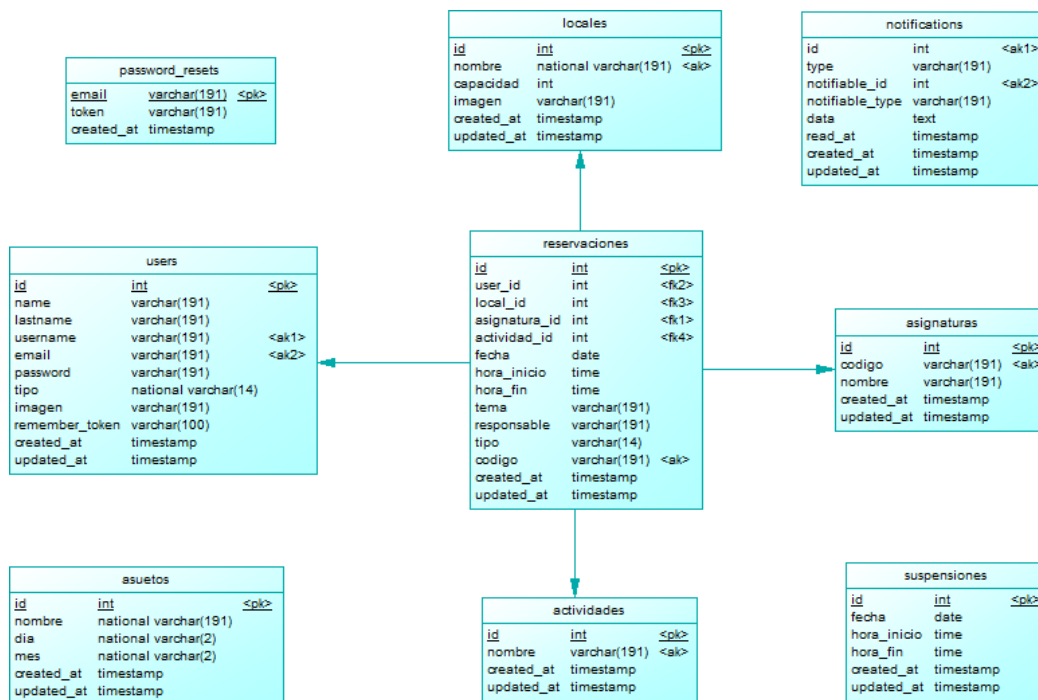 locales
id int <pk>
nombre national varchar(191) <ak>
capacidad int
imagen varchar(191)
created_at timestamp
updated_at timestamp
notifications
id int <ak1>
type varchar(191)
notifiable_id int <ak2>
notifiable_type varchar(191)
data text
read_at timestamp
created_at timestamp
updated_at timestamp
password_resets
email varchar(191) <pk>
token varchar(191)
created_at timestamp
users
id int <pk>
name varchar(191)
lastname varchar(191)
username varchar(191) <ak1>
email varchar(191) <ak2>
password varchar(191)
tipo national varchar(14)
imagen varchar(191)
remember_token varchar(100)
created_at timestamp
updated_at timestamp
reservaciones
id int <pk>
user_id int <fk2>
local_id int <fk3>
asignatura_id int <fk1>
actividad_id int <fk4>
fecha date
hora_inicio time
hora_fin time
tema varchar(191)
responsable varchar(191)
tipo varchar(14)
codigo varchar(191) <ak>
created_at timestamp
updated_at timestamp
asignaturas
id int <pk>
codigo varchar(191) <ak>
nombre varchar(191)
created_at timestamp
updated_at timestamp
asuetos
id int <pk>
nombre national varchar(191)
dia national varchar(2)
mes national varchar(2)
created_at timestamp
updated_at timestamp
actividades
id int <pk>
nombre varchar(191) <ak>
created_at timestamp
updated_at timestamp
suspensiones
id int <pk>
fecha date
hora_inicio time
hora_fin time
created_at timestamp
updated_at timestamp